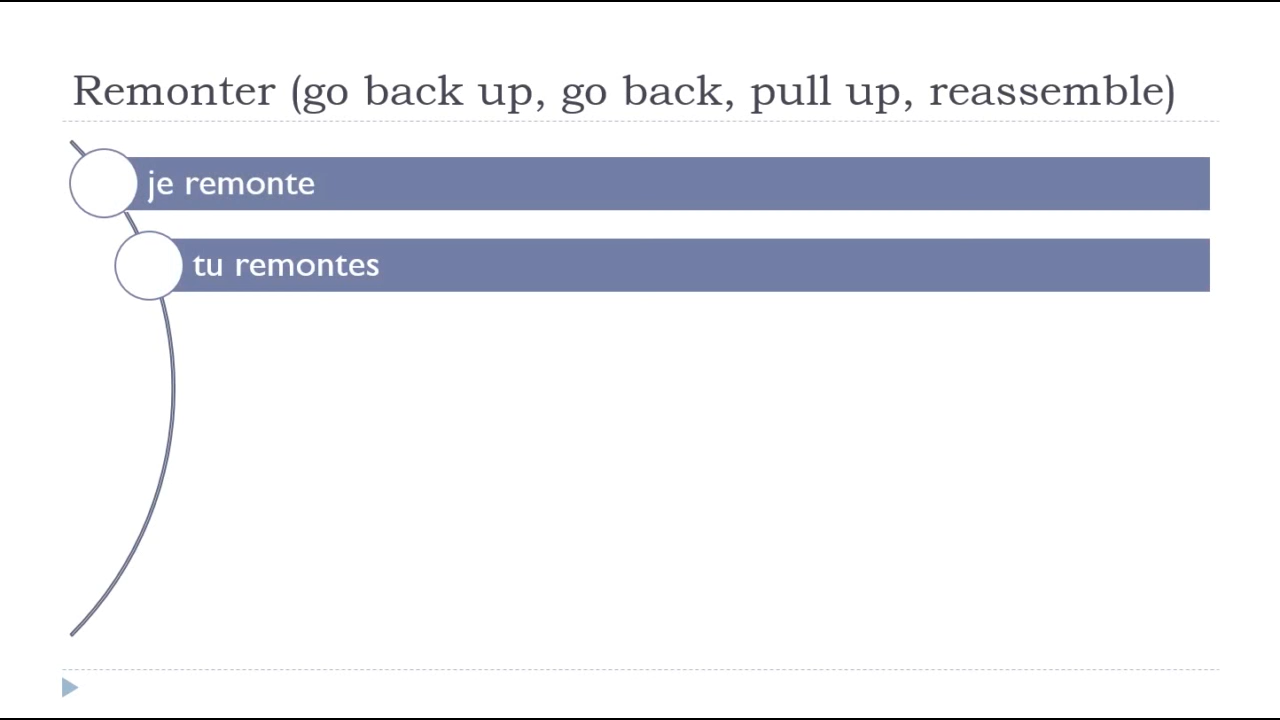 Remonter (go back up, go back, pull up, reassemble)
je remonte
tu remontes